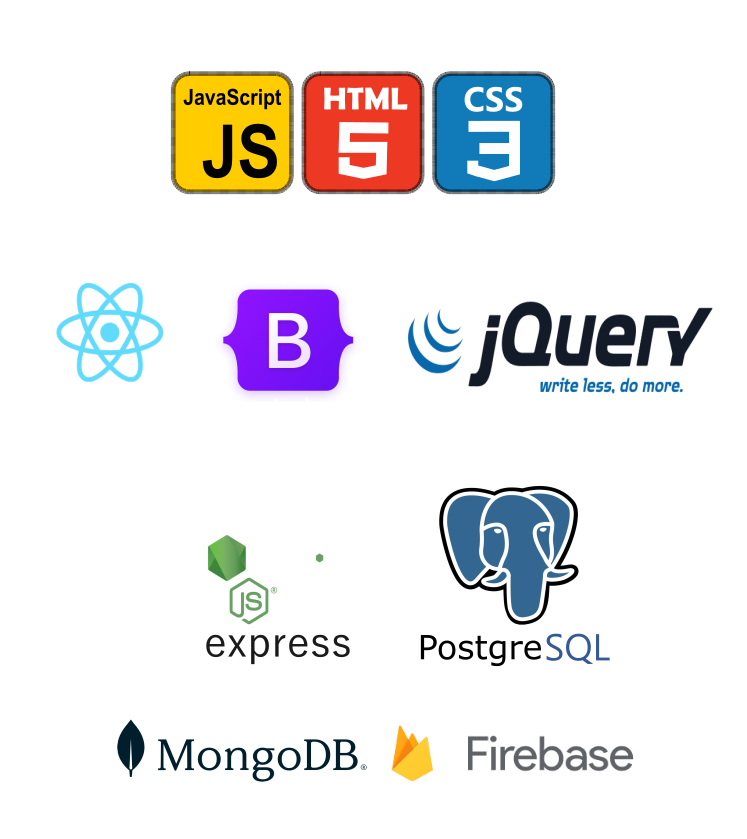 JavaScript
JS
HTML
5
CSS
3
B
jQuery
write less, do more.
JS®
express
PostgreSQL
MongoDB®
Firebase